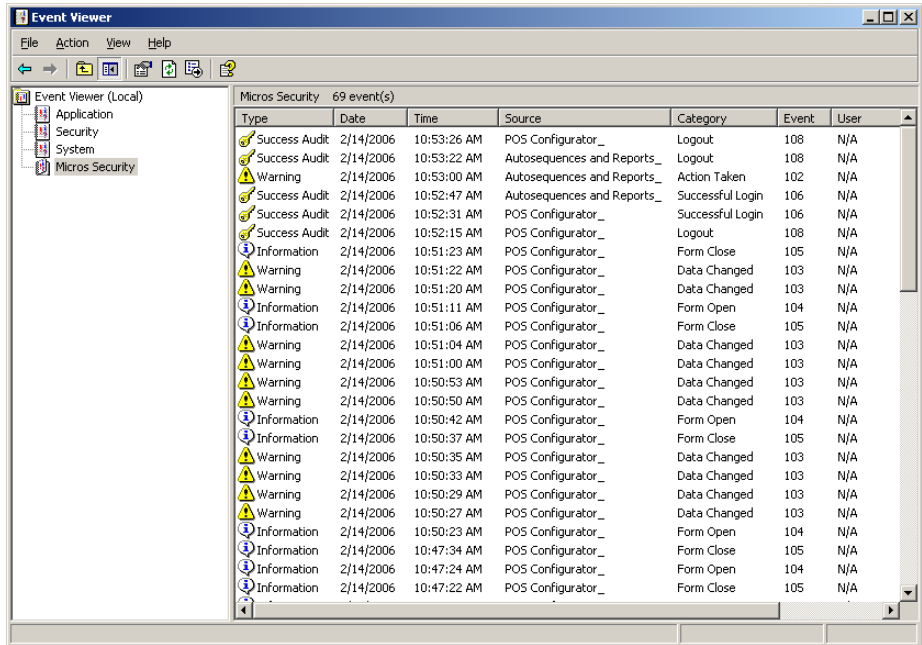 Event Viewer
File Action View Help
Event Viewer (Local)
Application
Security
System
Micros Security
Micros Security 69 event(s)
Type Date Time Source Category Event User
Success Audit 2/14/2006 10:53:26 AM POS Configurator_ Logout 108 N/A
Success Audit 2/14/2006 10:53:22 AM Autosequences and Reports_ Logout 108 N/A
Warning 2/14/2006 10:53:00 AM Autosequences and Reports_ Action Taken 102 N/A
Success Audit 2/14/2006 10:52:47 AM Autosequences and Reports_ Successful Login 106 N/A
Success Audit 2/14/2006 10:52:31 AM POS Configurator_ Successful Login 106 N/A
Success Audit 2/14/2006 10:52:15 AM POS Configurator_ Logout 108 N/A
Information 2/14/2006 10:51:23 AM POS Configurator_ Form Close 105 N/A
Warning 2/14/2006 10:51:22 AM POS Configurator_ Data Changed 103 N/A
Warning 2/14/2006 10:51:20 AM POS Configurator_ Data Changed 103 N/A
Information 2/14/2006 10:51:11 AM POS Configurator_ Form Open 104 N/A
Information 2/14/2006 10:51:06 AM POS Configurator_ Form Close 105 N/A
Warning 2/14/2006 10:51:04 AM POS Configurator_ Data Changed 103 N/A
Warning 2/14/2006 10:51:00 AM POS Configurator_ Data Changed 103 N/A
Warning 2/14/2006 10:50:53 AM POS Configurator_ Data Changed 103 N/A
Warning 2/14/2006 10:50:50 AM POS Configurator_ Data Changed 103 N/A
Information 2/14/2006 10:50:42 AM POS Configurator_ Form Open 104 N/A
Information 2/14/2006 10:50:37 AM POS Configurator_ Form Close 105 N/A
Warning 2/14/2006 10:50:35 AM POS Configurator_ Data Changed 103 N/A
Warning 2/14/2006 10:50:33 AM POS Configurator_ Data Changed 103 N/A
Warning 2/14/2006 10:50:29 AM POS Configurator_ Data Changed 103 N/A
Warning 2/14/2006 10:50:27 AM POS Configurator_ Data Changed 103 N/A
Information 2/14/2006 10:50:23 AM POS Configurator_ Form Open 104 N/A
Information 2/14/2006 10:47:34 AM POS Configurator_ Form Close 105 N/A
Information 2/14/2006 10:47:24 AM POS Configurator_ Form Open 104 N/A
Information 2/14/2006 10:47:22 AM POS Configurator_ Form Close 105 N/A